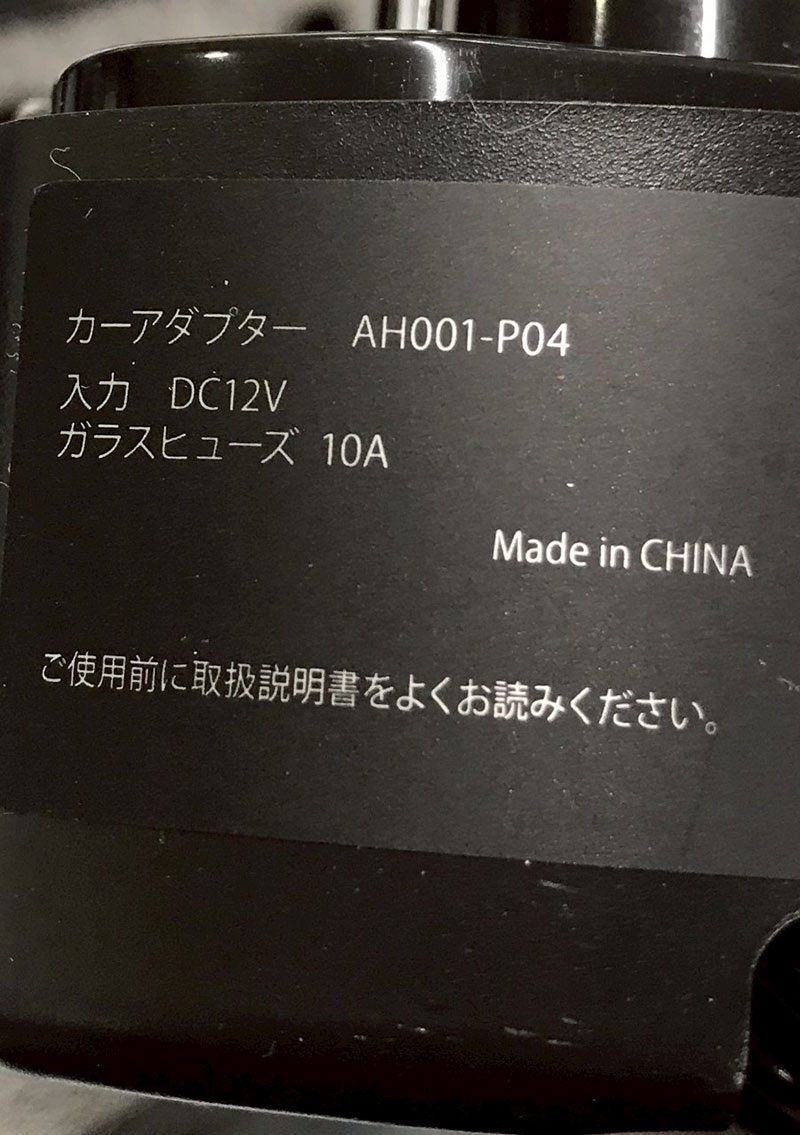 カーアダプター AH001-P04
入力 DC12V
ガラスヒューズ 10A
Made in CHINA
ご使用前に取扱説明書をよくお読みください。